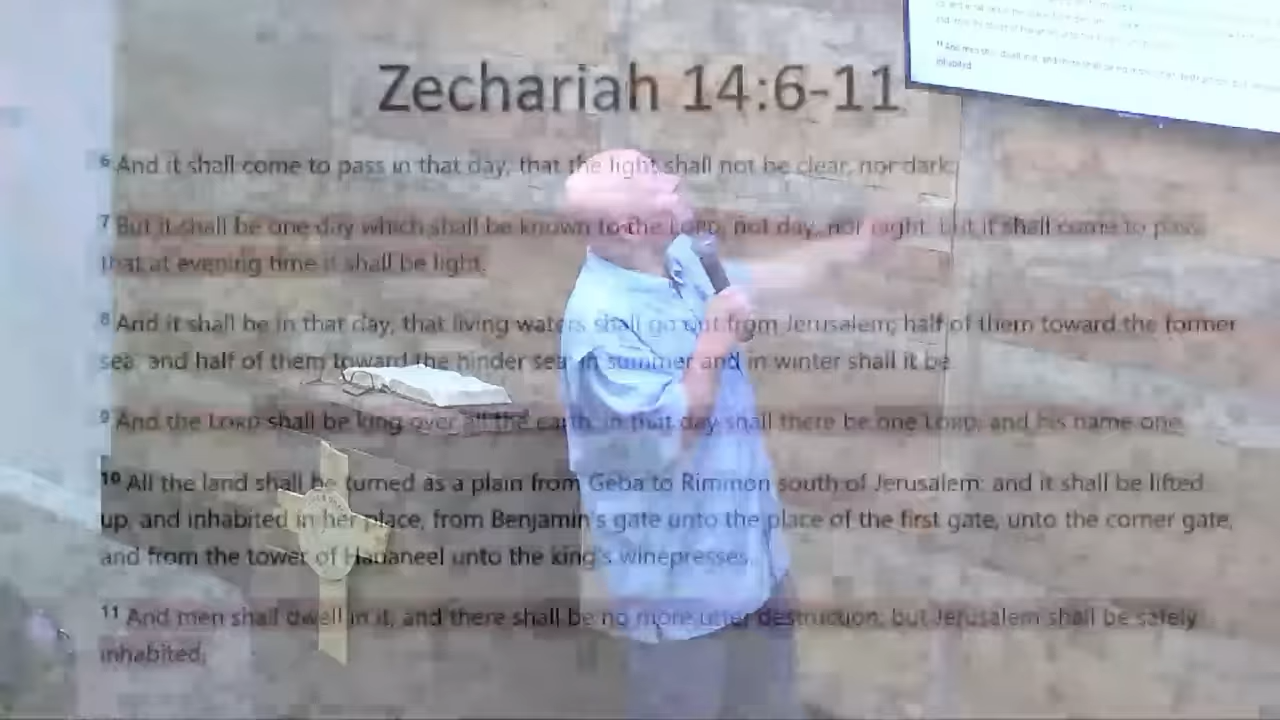 Zechariah 14:6-11
6 And it shall come to pass in that day, that the light shall not be clear, nor dark:
7 But it shall be one day which shall be known to the LORD, not day, nor night: but it shall come to pass,
that at evening time it shall be light.
8 And it shall be in that day, that living waters shall go out from Jerusalem; half of them toward the former
sea, and half of them toward the hinder sea: in summer and in winter shall it be.
9 And the LORD shall be king over all the earth: in that day shall there be one LORD, and his name one.
10 All the land shall be turned as a plain from Geba to Rimmon south of Jerusalem: and it shall be lifted
up, and inhabited in her place, from Benjamin's gate unto the place of the first gate, unto the corner gate,
and from the tower of Hananeel unto the king's winepresses.
11 And men shall dwell in it, and there shall be no more utter destruction; but Jerusalem shall be safely
inhabited.